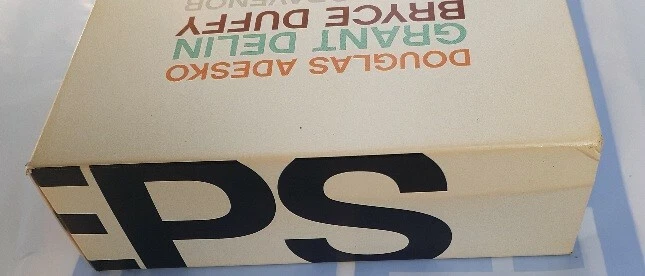 DOUGLAS ADESKO
GRANT DELIN
BRYCE DUFFY
EPS